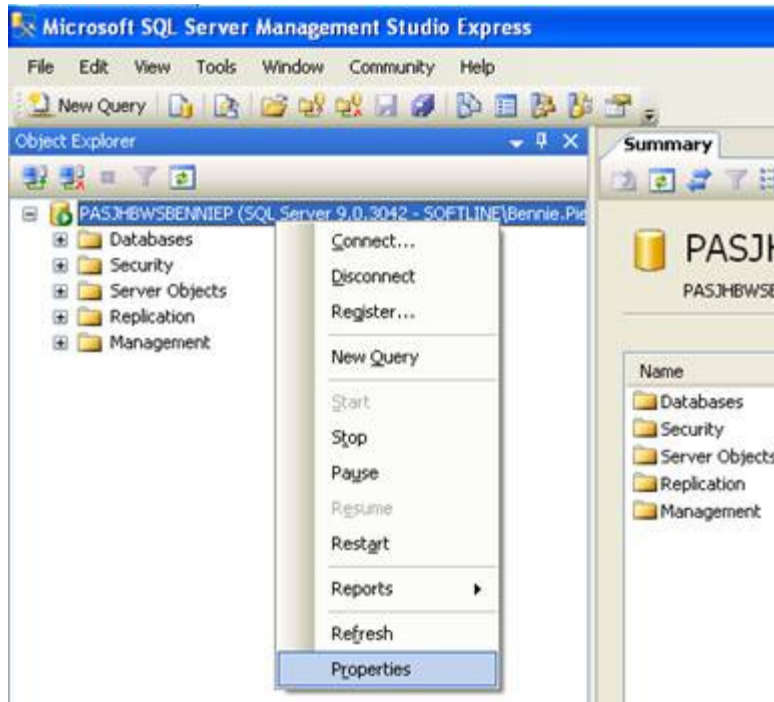 Microsoft SQL Server Management Studio Express
File Edit View Tools Window Community Help
New Query
Object Explorer
PASJHBWSBENNIEP (SQL Server 9.0.3042 - SOFTLINE\Bennie.Pie
Databases
Security
Server Objects
Replication
Management
Connect...
Disconnect
Register...
New Query
Start
Stop
Pause
Resume
Restart
Reports
Refresh
Properties
Summary
PASJH
PASJHBWSBE
Name
Databases
Security
Server Objects
Replication
Management